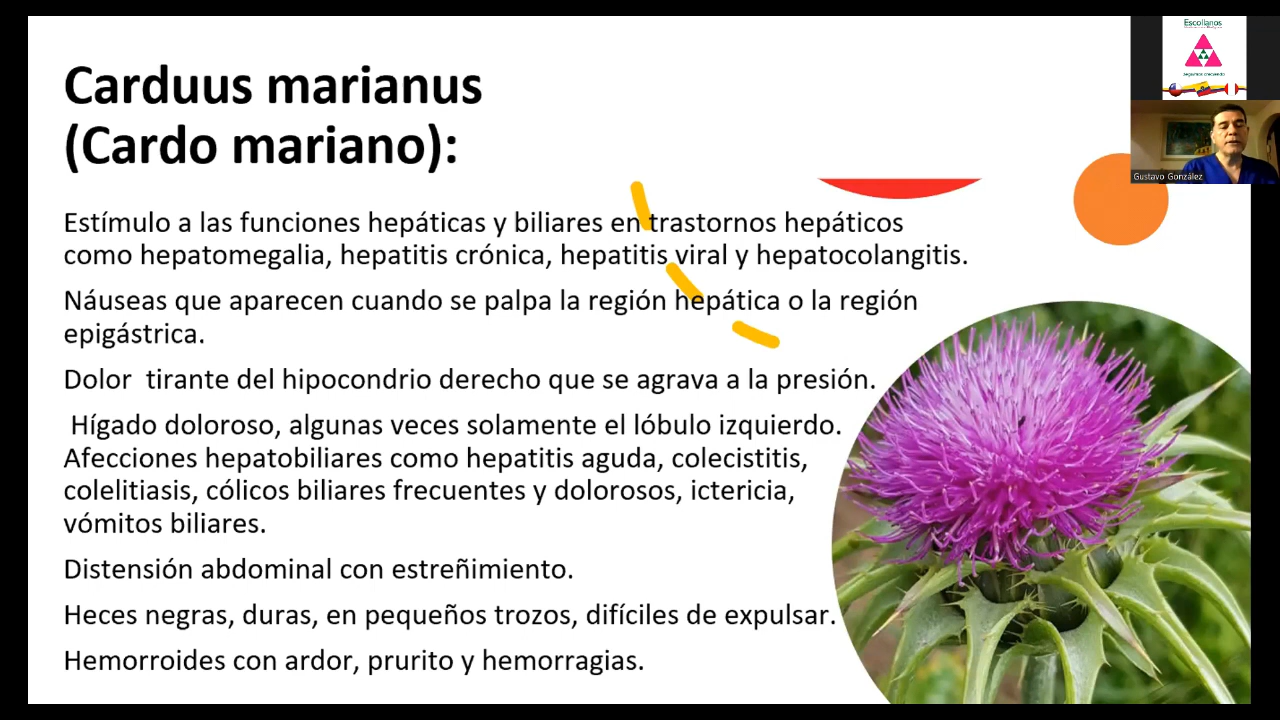 Carduus marianus
(Cardo mariano):
Estímulo a las funciones hepáticas y biliares en trastornos hepáticos
como hepatomegalia, hepatitis crónica, hepatitis viral y hepatocolangitis.
Náuseas que aparecen cuando se palpa la región hepática o la región
epigástrica.
Dolor  tirante del hipocondrio derecho que se agrava a la presión.
Hígado doloroso, algunas veces solamente el lóbulo izquierdo.
Afecciones hepatobiliares como hepatitis aguda, colecistitis,
colelitiasis, cólicos biliares frecuentes y dolorosos, ictericia,
vómitos biliares.
Distensión abdominal con estreñimiento.
Heces negras, duras, en pequeños trozos, difíciles de expulsar.
Hemorroides con ardor, prurito y hemorragias.
Escollanos
Gustavo González